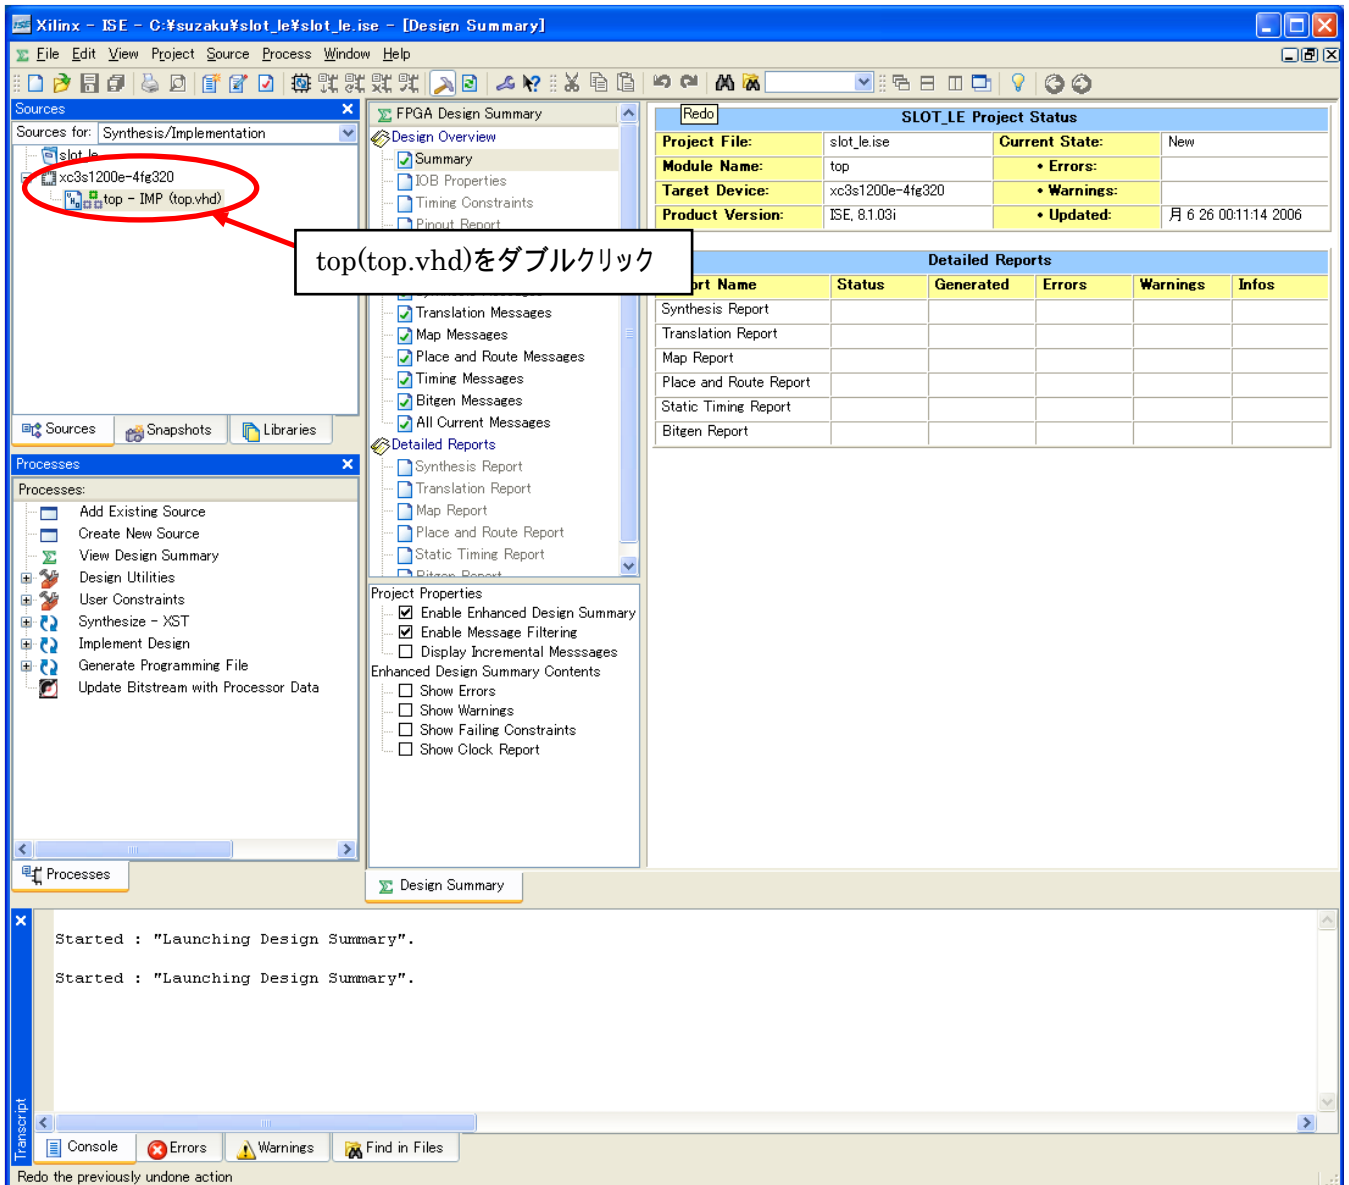 Xilinx - ISE - C:¥suzaku¥slot_le¥slot_le.ise - [Design Summary]
File Edit View Project Source Process Window Help
Sources
Sources for: Synthesis/Implementation
slot_le
xc3s1200e-4fg320
top - IMP (top.vhd)
Sources Snapshots Libraries
top(top.vhd)をダブルクリック
Processes
Processes:
Add Existing Source
Create New Source
View Design Summary
Design Utilities
User Constraints
Synthesize - XST
Implement Design
Generate Programming File
Update Bitstream with Processor Data
Processes
FPGA Design Summary
Design Overview
Summary
IOB Properties
Timing Constraints
Pinout Report
Translation Messages
Map Messages
Place and Route Messages
Timing Messages
Bitgen Messages
All Current Messages
Detailed Reports
Synthesis Report
Translation Report
Map Report
Place and Route Report
Static Timing Report
Bitgen Report
Project Properties
Enable Enhanced Design Summary
Enable Message Filtering
Display Incremental Messsages
Enhanced Design Summary Contents
Show Errors
Show Warnings
Show Failing Constraints
Show Clock Report
Design Summary
Redo
SLOT_LE Project Status
Project File: slot_le.ise Current State: New
Module Name: top • Errors:
Target Device: xc3s1200e-4fg320 • Warnings:
Product Version: ISE, 8.1.03i • Updated: 月 6 26 00:11:14 2006
Detailed Reports
ort Name Status Generated Errors Warnings Infos
Synthesis Report
Translation Report
Map Report
Place and Route Report
Static Timing Report
Bitgen Report
Started : "Launching Design Summary".
Started : "Launching Design Summary".
Transcript
Console Errors Warnings Find in Files
Redo the previously undone action